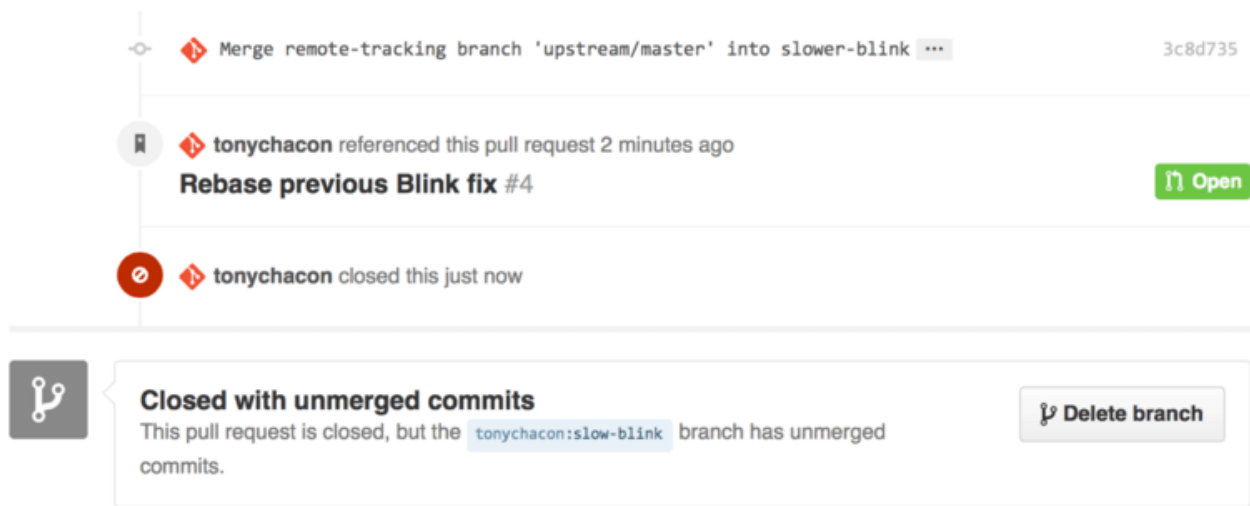 Merge remote-tracking branch 'upstream/master' into slower-blink ··· 3c8d735
tonychacon referenced this pull request 2 minutes ago
Rebase previous Blink fix #4 Open
tonychacon closed this just now
Closed with unmerged commits
This pull request is closed, but the tonychacon:slow-blink branch has unmerged
commits.
Delete branch